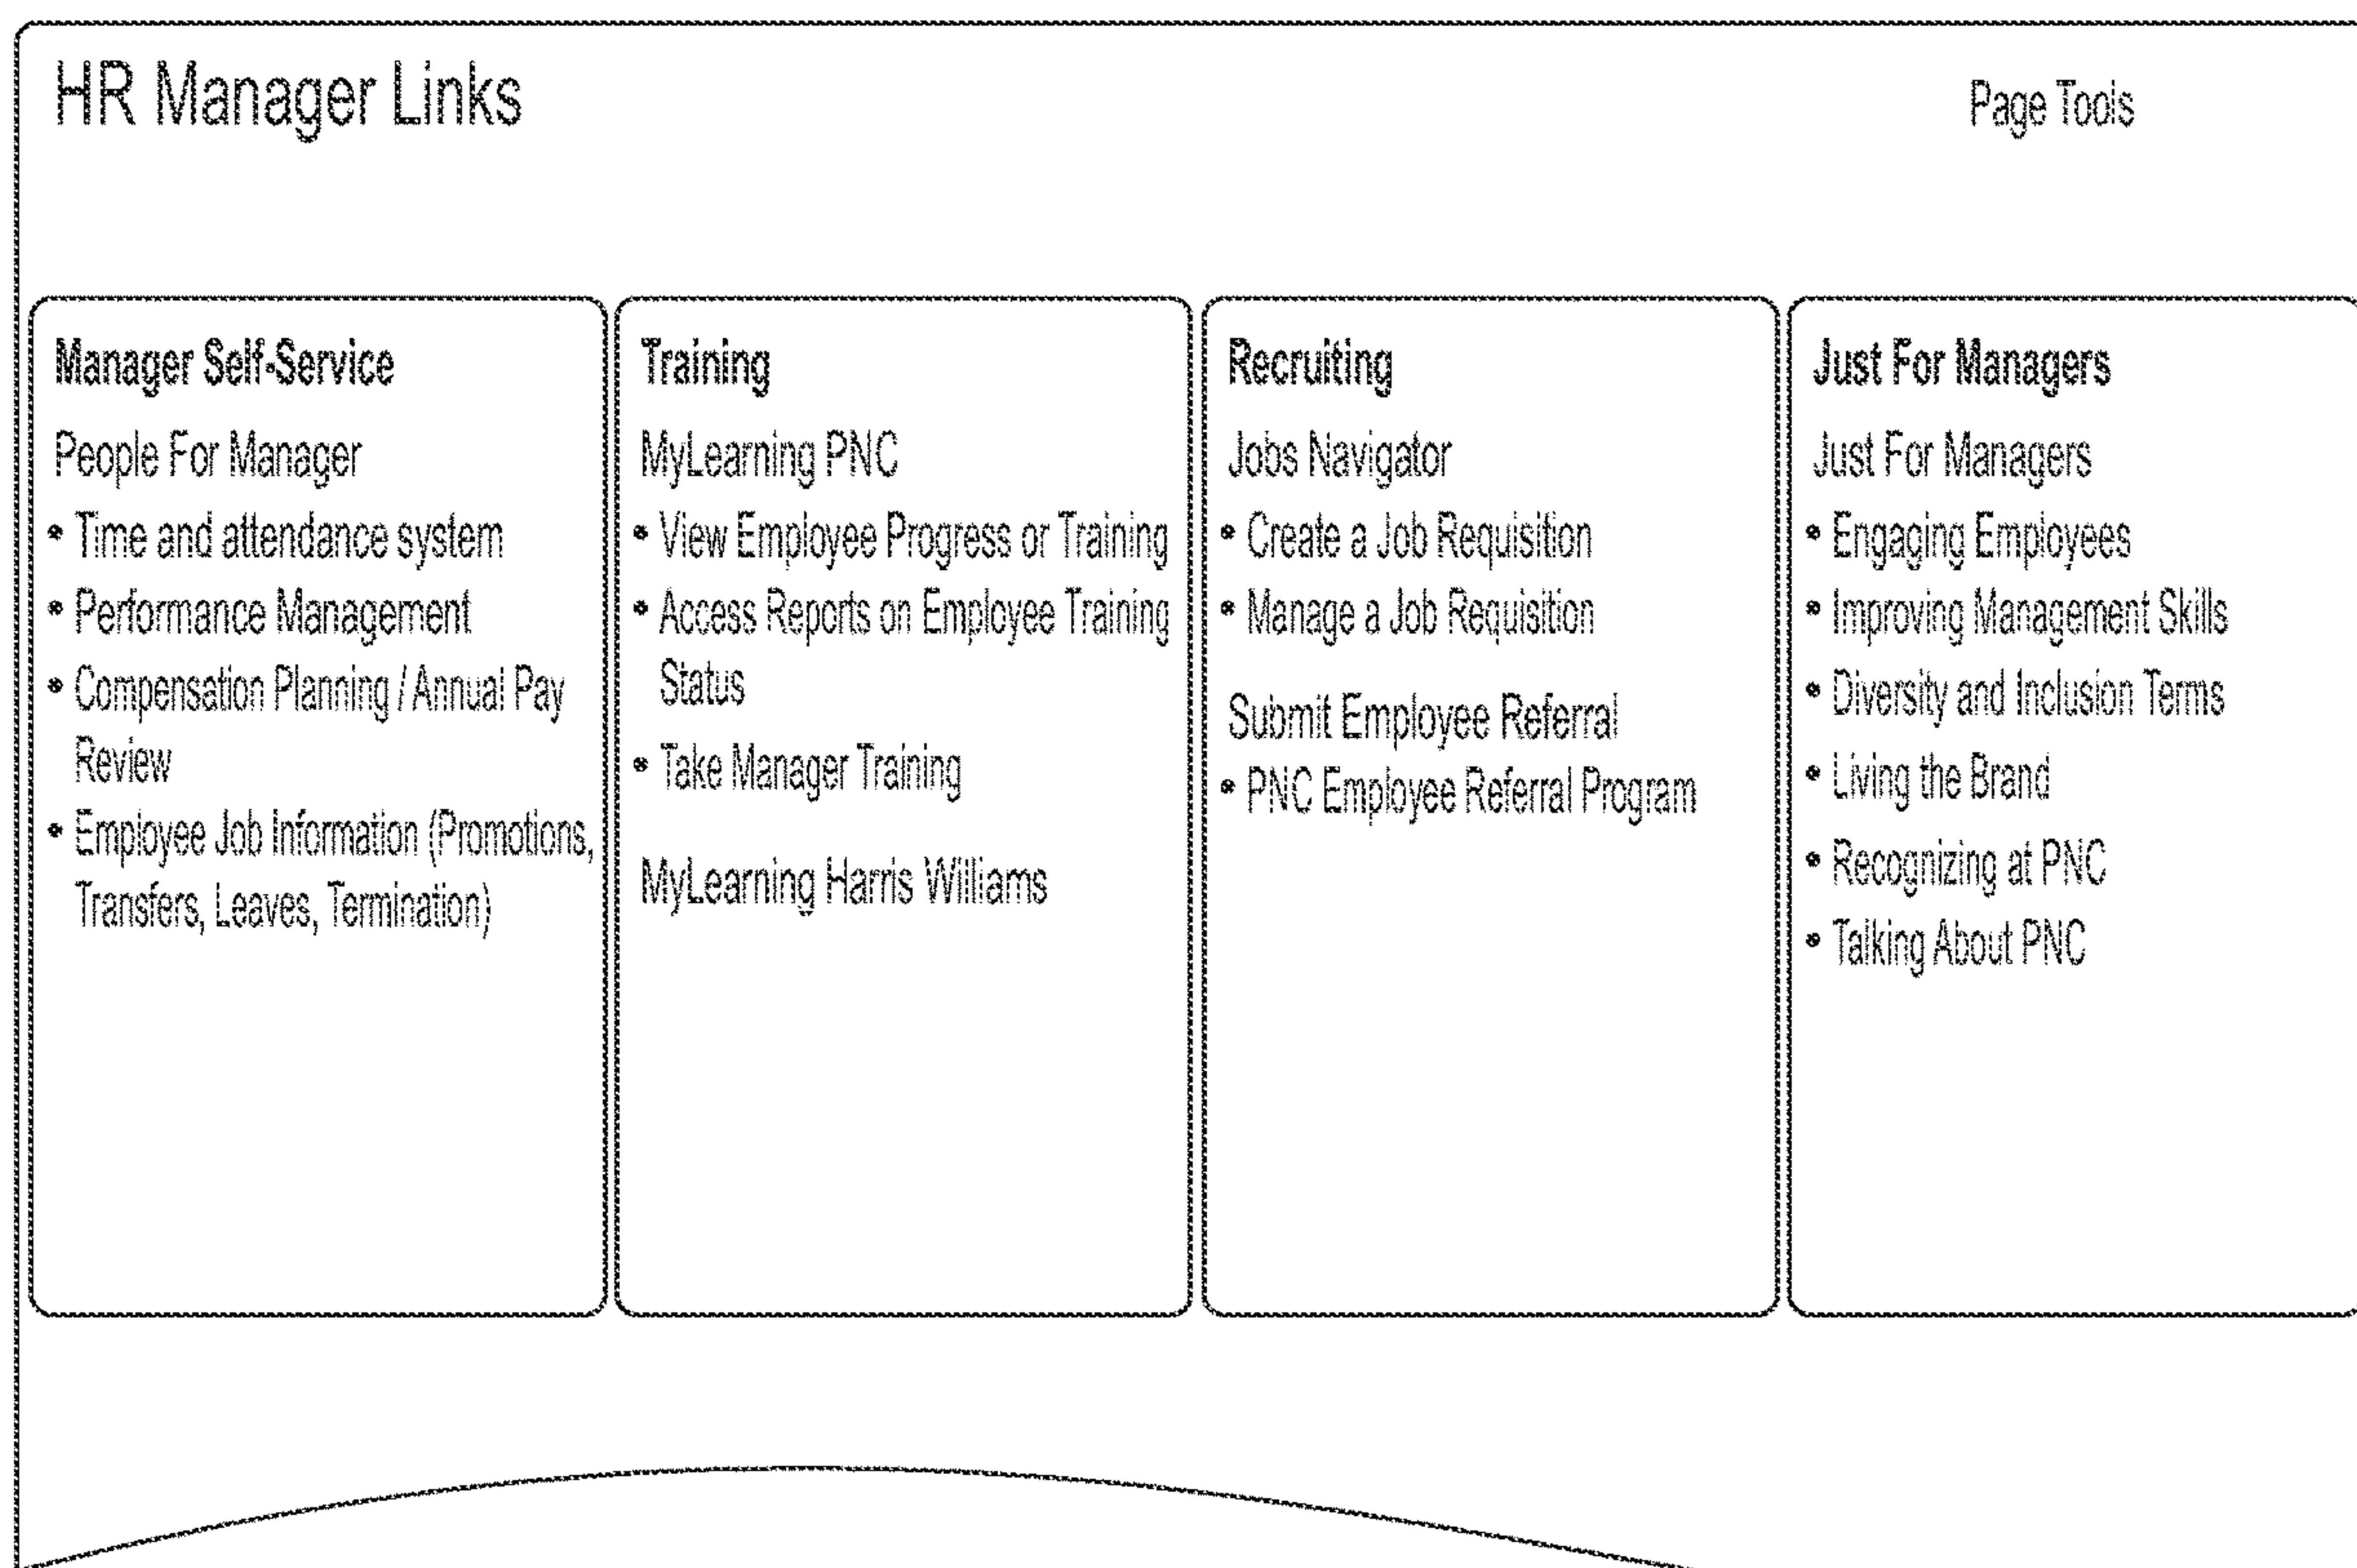 HR Manager Links
Page Tools
Manager Self-Service
People For Manager
• Time and attendance system
• Performance Management
• Compensation Planning / Annual Pay
Review
• Employee Job Information (Promotions,
Transfers, Leaves, Termination)
Training
MyLearning PNC
• View Employee Progress or Training
• Access Reports on Employee Training
Status
• Take Manager Training
MyLearning Harris Williams
Recruiting
Jobs Navigator
• Create a Job Requisition
• Manage a Job Requisition
Submit Employee Referral
• PNC Employee Referral Program
Just For Managers
Just For Managers
• Engaging Employees
• Improving Management Skills
• Diversity and Inclusion Terms
• Living the Brand
• Recognizing at PNC
• Talking About PNC